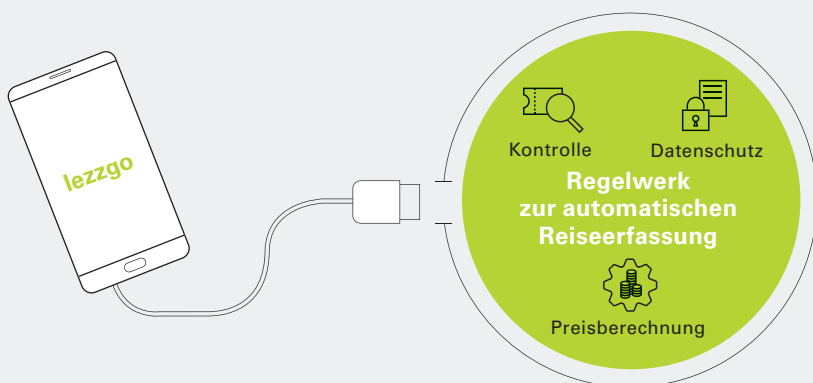 lezzgo
Kontrolle
Datenschutz
Regelwerk
zur automatischen
Reiseerfassung
Preisberechnung